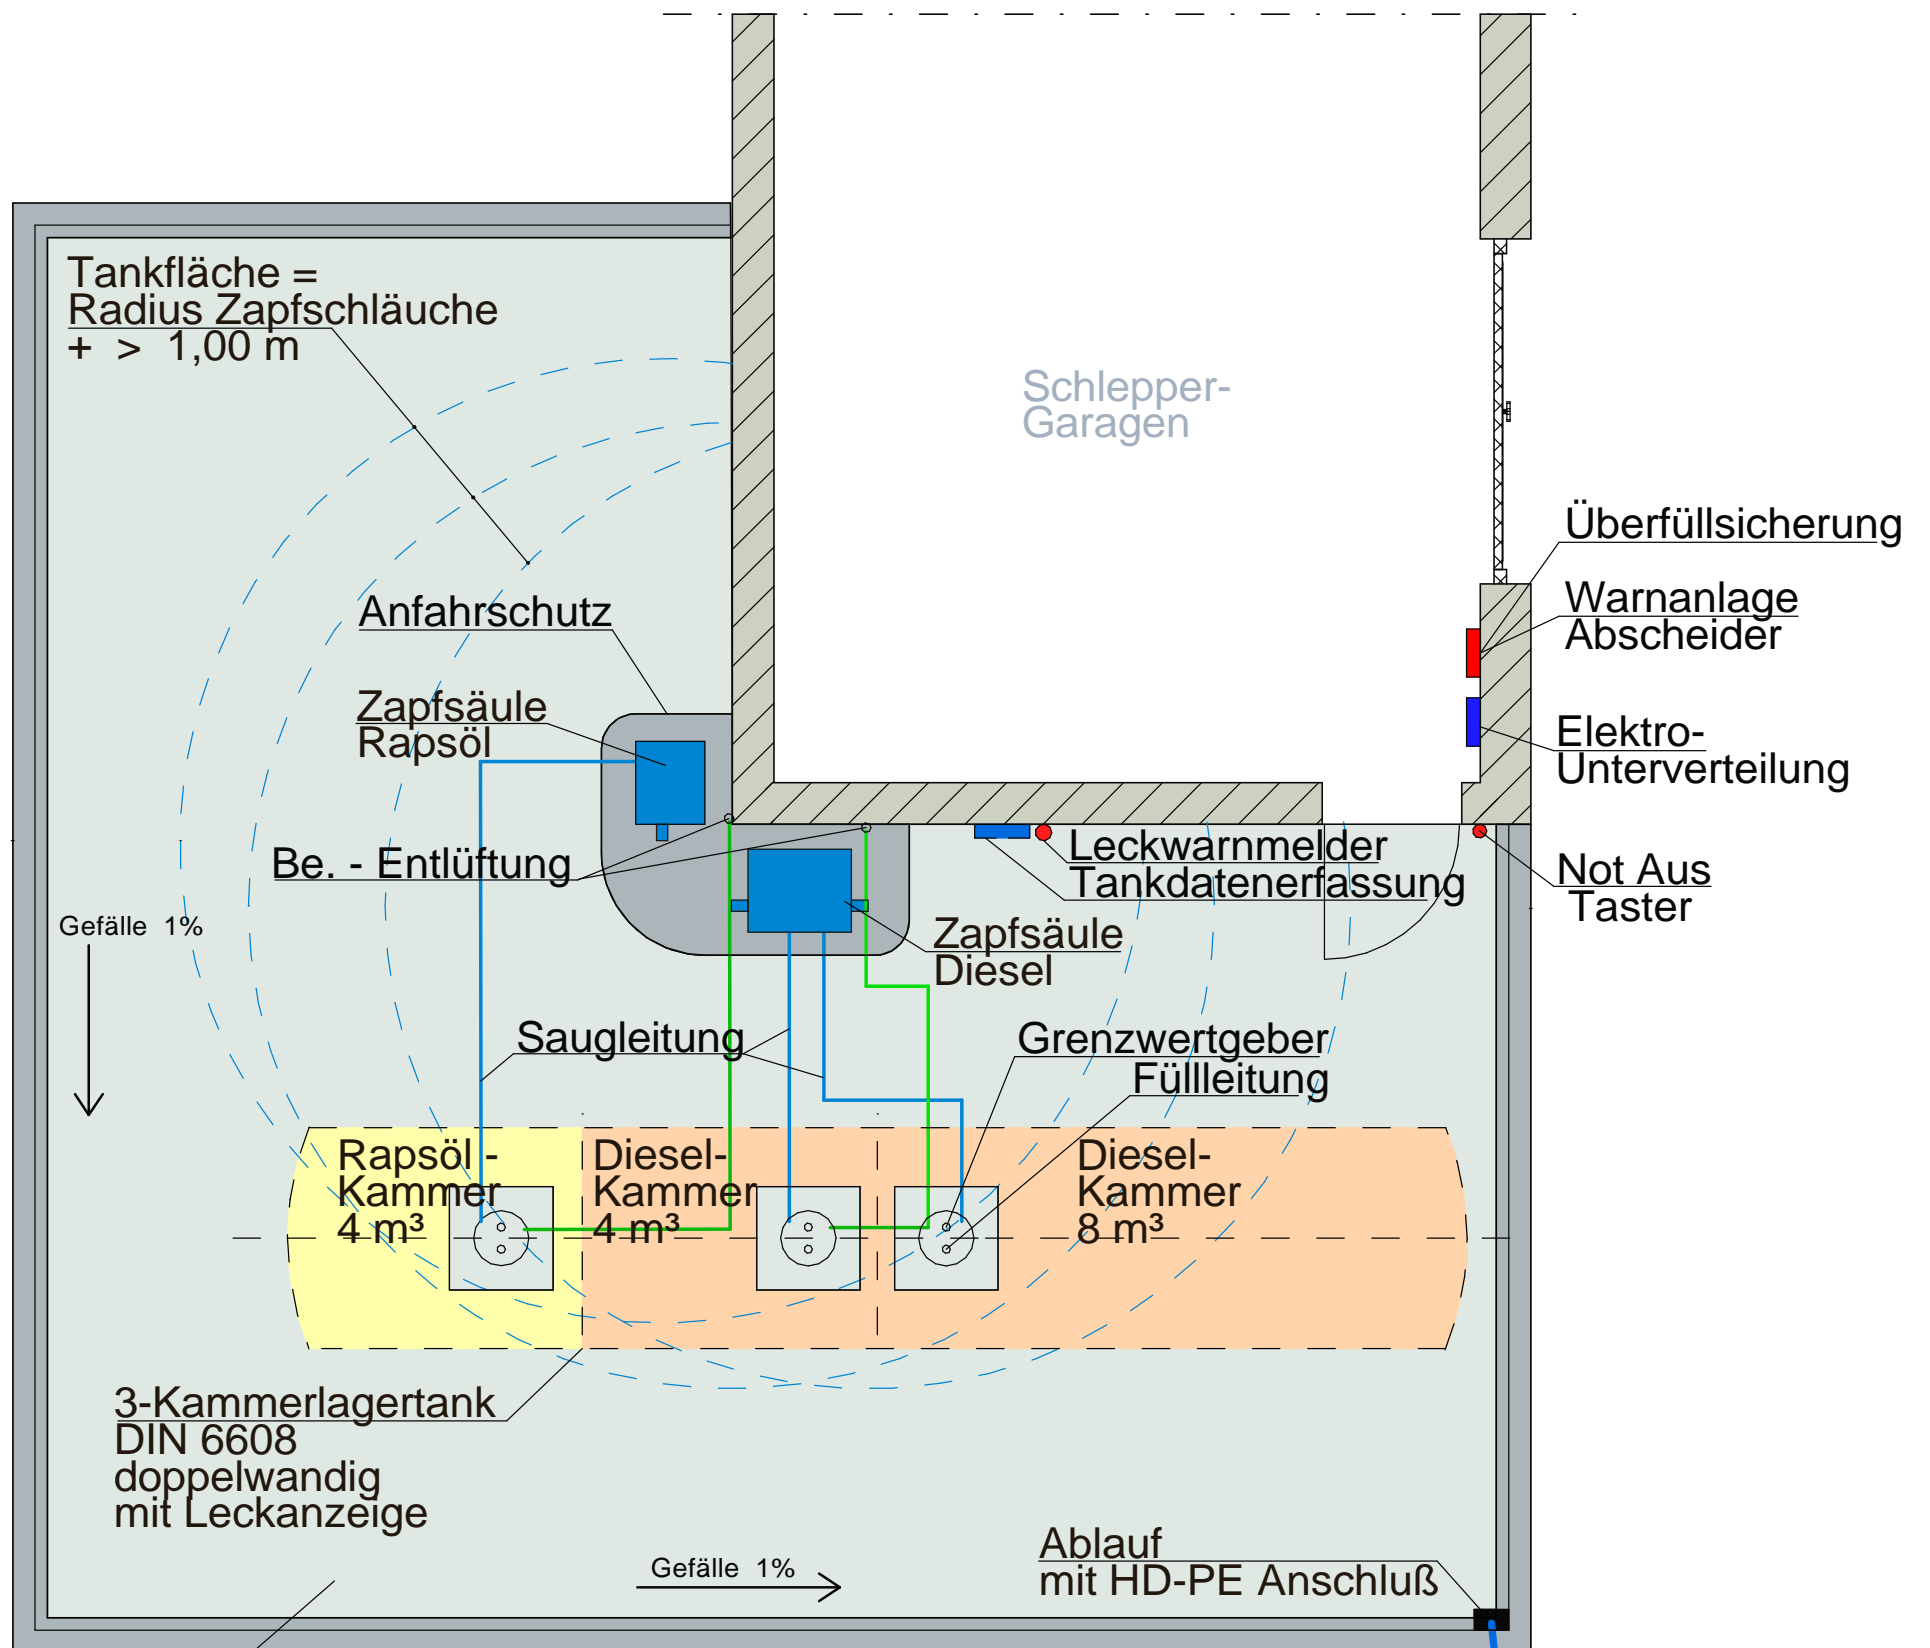 Tankfläche =
Radius Zapfschläuche
+ > 1,00 m
Schlepper-
Garagen
Überfüllsicherung
Warnanlage
Abscheider
Anfahrschutz
Zapfsäule
Rapsöl
Elektro-
Unterverteilung
Be. - Entlüftung
Leckwarnmelder
Tankdatenerfassung
Not Aus
Taster
Gefälle 1%
Zapfsäule
Diesel
Saugleitung
Grenzwertgeber
Füllleitung
Rapsöl -
Kammer
4 m³
Diesel-
Kammer
4 m³
Diesel-
Kammer
8 m³
3-Kammerlagertank
DIN 6608
doppelwandig
mit Leckanzeige
Gefälle 1%
Ablauf
mit HD-PE Anschluß